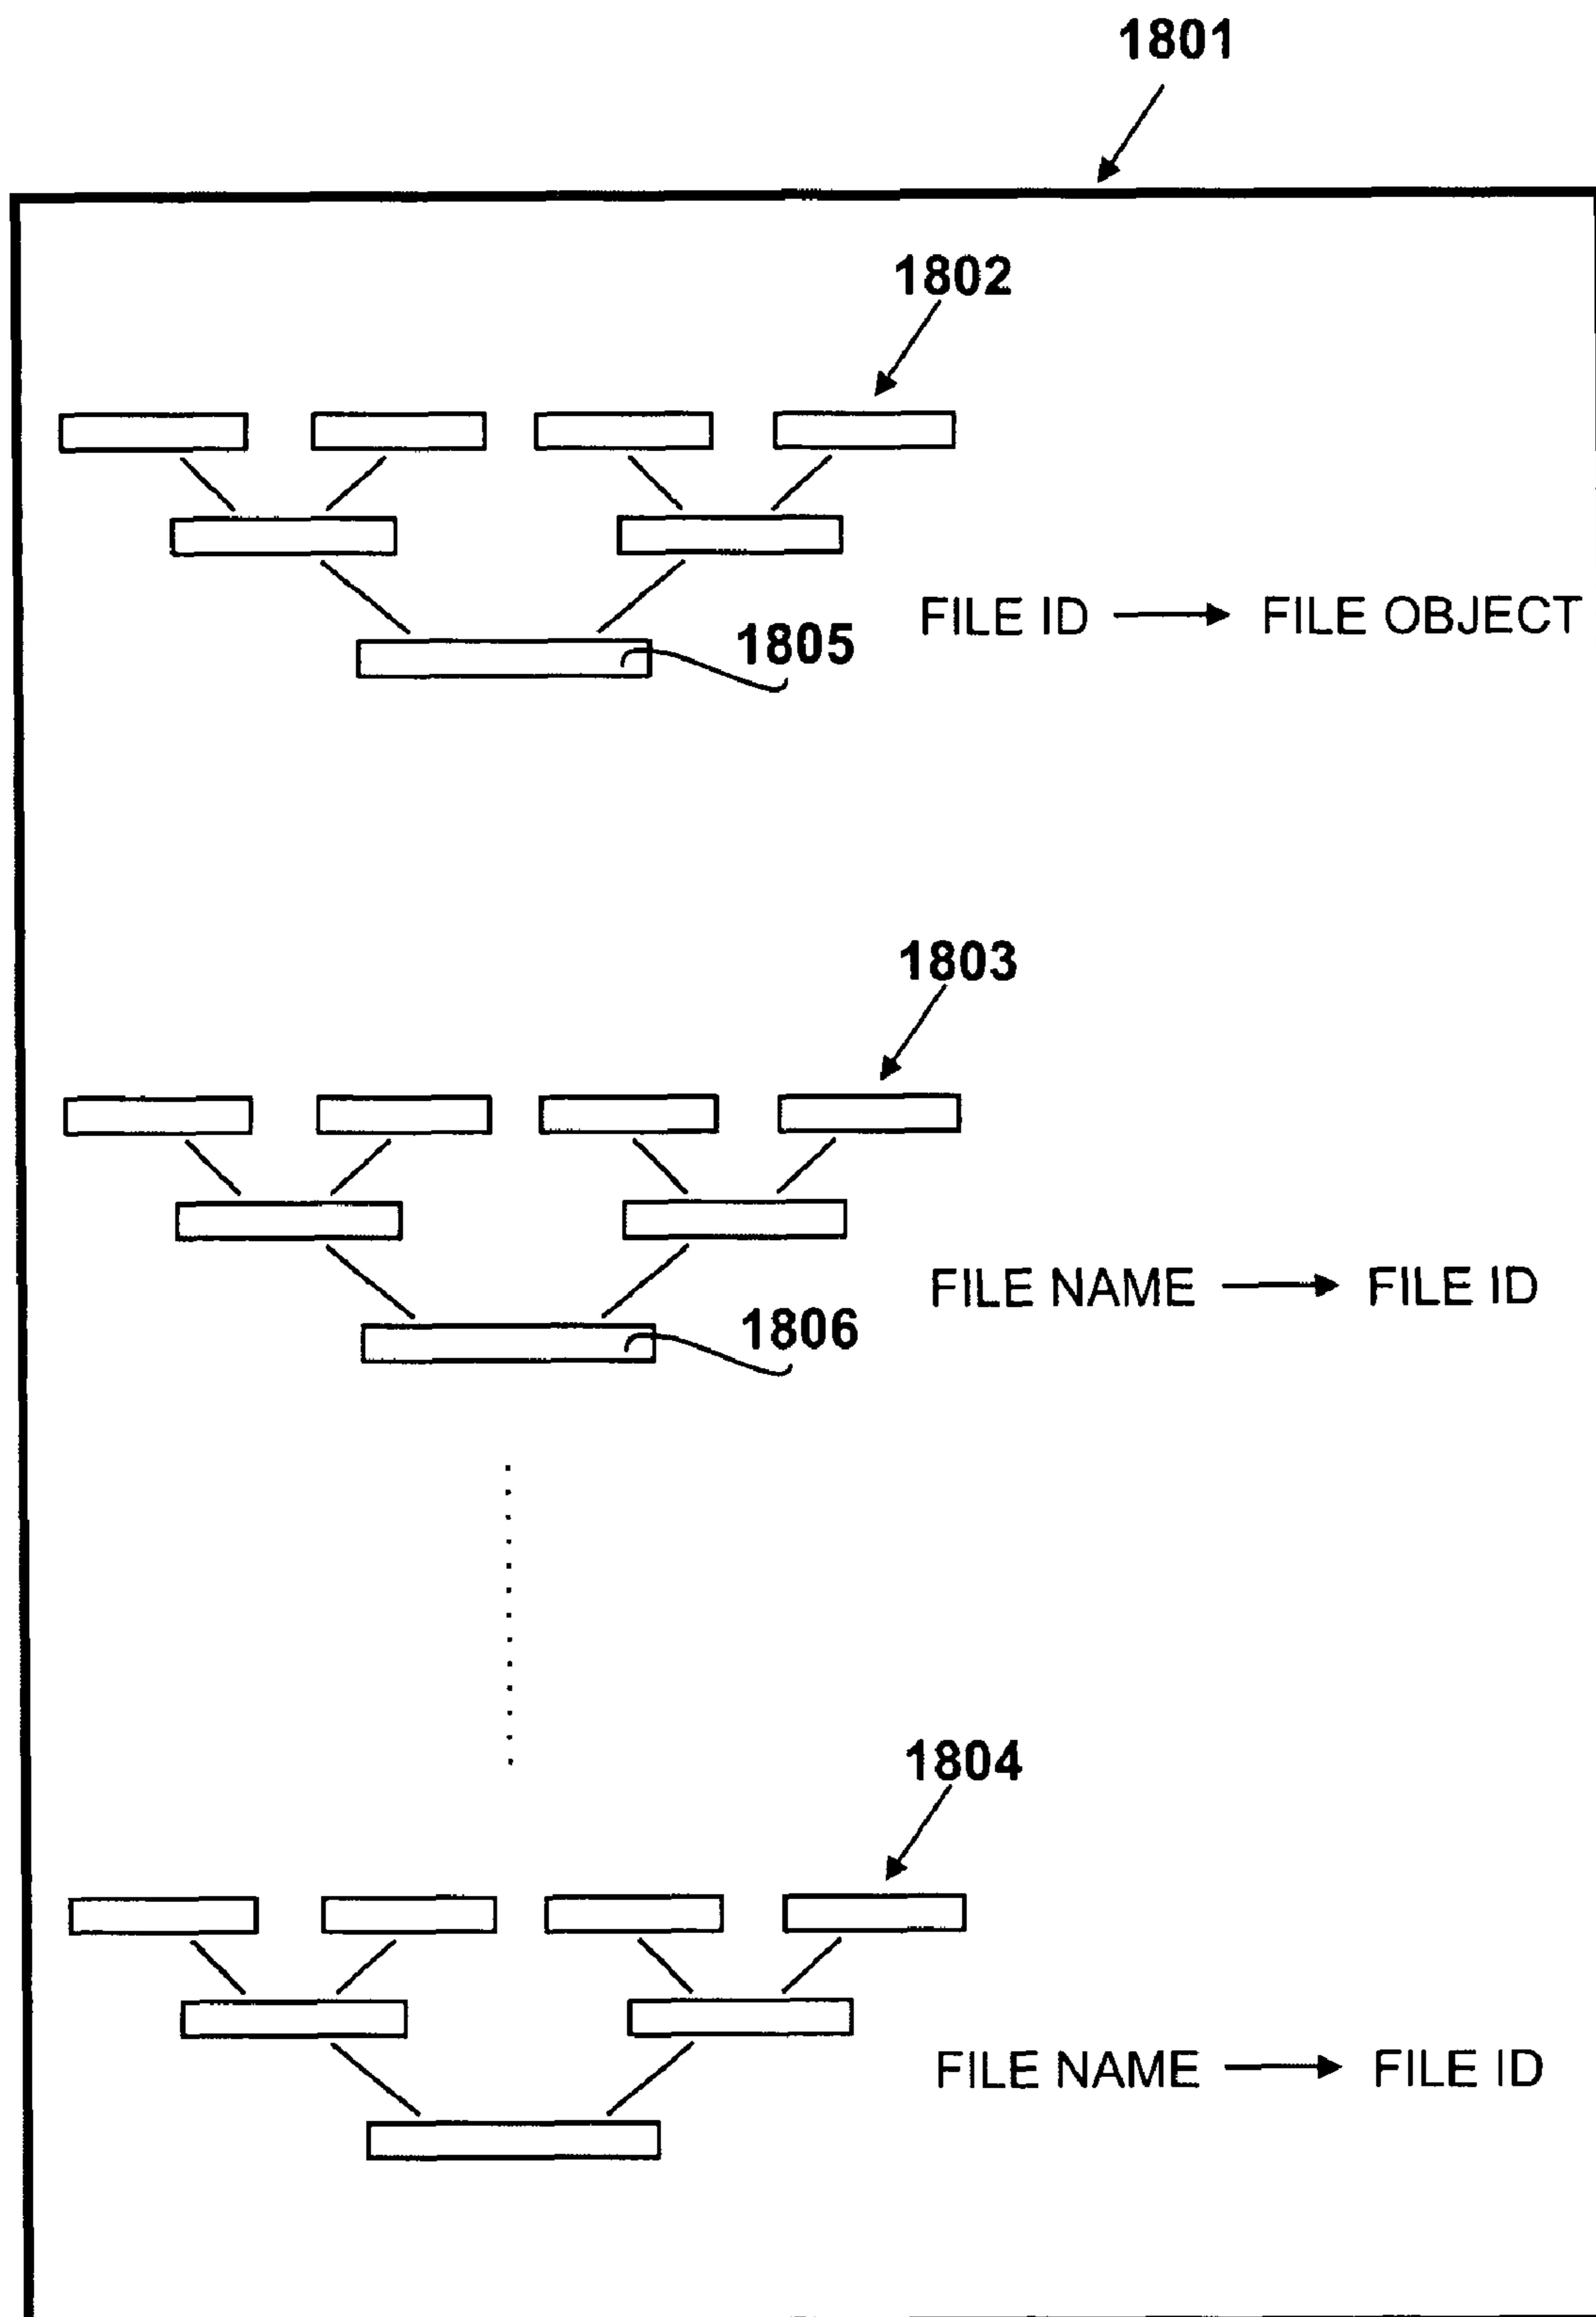 1801
1802
FILE ID → FILE OBJECT
1805
1803
FILE NAME → FILE ID
1806
1804
FILE NAME → FILE ID